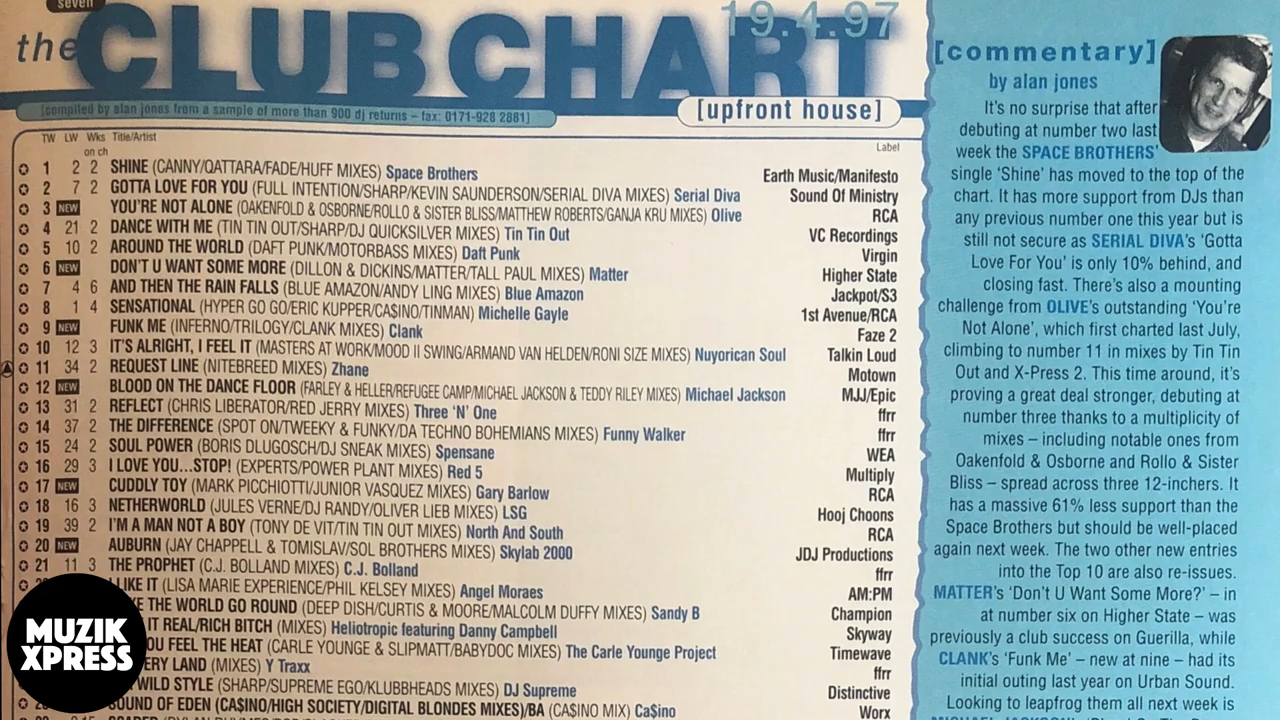 seven
the CLUB CHART
19.4.97
[compiled by alan jones from a sample of more than 900 dj returns – fax: 0171-928 2881]
[upfront house]
TW LW Wks on ch Title/Artist Label
1 2 2 SHINE (CANNY/QATTARA/FADE/HUFF MIXES) Space Brothers Earth Music/Manifesto
2 7 2 GOTTA LOVE FOR YOU (FULL INTENTION/SHARP/KEVIN SAUNDERSON/SERIAL DIVA MIXES) Serial Diva Sound Of Ministry
3 NEW YOU'RE NOT ALONE (OAKENFOLD & OSBORNE/ROLLO & SISTER BLISS/MATTHEW ROBERTS/GANJA KRU MIXES) Olive RCA
4 21 2 DANCE WITH ME (TIN TIN OUT/SHARP/DJ QUICKSILVER MIXES) Tin Tin Out VC Recordings
5 10 2 AROUND THE WORLD (DAFT PUNK/MOTORBASS MIXES) Daft Punk Virgin
6 NEW DON'T U WANT SOME MORE (DILLON & DICKINS/MATTER/TALL PAUL MIXES) Matter Higher State
7 4 6 AND THEN THE RAIN FALLS (BLUE AMAZON/ANDY LING MIXES) Blue Amazon Jackpot/S3
8 1 4 SENSATIONAL (HYPER GO GO/ERIC KUPPER/CA$INO/TINMAN) Michelle Gayle 1st Avenue/RCA
9 NEW FUNK ME (INFERNO/TRILOGY/CLANK MIXES) Clank Faze 2
10 12 3 IT'S ALRIGHT, I FEEL IT (MASTERS AT WORK/MOOD II SWING/ARMAND VAN HELDEN/RONI SIZE MIXES) Nuyorican Soul Talkin Loud
11 34 2 REQUEST LINE (NITEBREED MIXES) Zhane Motown
12 NEW BLOOD ON THE DANCE FLOOR (FARLEY & HELLER/REFUGEE CAMP/MICHAEL JACKSON & TEDDY RILEY MIXES) Michael Jackson MJJ/Epic
13 31 2 REFLECT (CHRIS LIBERATOR/RED JERRY MIXES) Three 'N' One ffrr
14 37 2 THE DIFFERENCE (SPOT ON/TWEEKY & FUNKY/DA TECHNO BOHEMIANS MIXES) Funny Walker ffrr
15 24 2 SOUL POWER (BORIS DLUGOSCH/DJ SNEAK MIXES) Spensane WEA
16 29 3 I LOVE YOU...STOP! (EXPERTS/POWER PLANT MIXES) Red 5 Multiply
17 NEW CUDDLY TOY (MARK PICCHIOTTI/JUNIOR VASQUEZ MIXES) Gary Barlow RCA
18 16 3 NETHERWORLD (JULES VERNE/DJ RANDY/OLIVER LIEB MIXES) LSG Hooj Choons
19 39 2 I'M A MAN NOT A BOY (TONY DE VIT/TIN TIN OUT MIXES) North And South RCA
20 NEW AUBURN (JAY CHAPPELL & TOMISLAV/SOL BROTHERS MIXES) Skylab 2000 JDJ Productions
21 11 3 THE PROPHET (C.J. BOLLAND MIXES) C.J. Bolland ffrr
I LIKE IT (LISA MARIE EXPERIENCE/PHIL KELSEY MIXES) Angel Moraes AM:PM
THE WORLD GO ROUND (DEEP DISH/CURTIS & MOORE/MALCOLM DUFFY MIXES) Sandy B Champion
IT REAL/RICH BITCH (MIXES) Heliotropic featuring Danny Campbell Skyway
YOU FEEL THE HEAT (CARLE YOUNGE & SLIPMATT/BABYDOC MIXES) The Carle Younge Project Timewave
LAND (MIXES) Y Traxx ffrr
WILD STYLE (SHARP/SUPREME EGO/KLUBBHEADS MIXES) DJ Supreme Distinctive
SOUND OF EDEN (CA$INO/HIGH SOCIETY/DIGITAL BLONDES MIXES)/BA (CA$INO MIX) Ca$ino Worx
MUZIK
XPRESS
[commentary]
by alan jones
It's no surprise that after
debuting at number two last
week the SPACE BROTHERS'
single 'Shine' has moved to the top of the
chart. It has more support from DJs than
any previous number one this year but is
still not secure as SERIAL DIVA's 'Gotta
Love For You' is only 10% behind, and
closing fast. There's also a mounting
challenge from OLIVE's outstanding 'You're
Not Alone', which first charted last July,
climbing to number 11 in mixes by Tin Tin
Out and X-Press 2. This time around, it's
proving a great deal stronger, debuting at
number three thanks to a multiplicity of
mixes – including notable ones from
Oakenfold & Osborne and Rollo & Sister
Bliss – spread across three 12-inchers. It
has a massive 61% less support than the
Space Brothers but should be well-placed
again next week. The two other new entries
into the Top 10 are also re-issues.
MATTER's 'Don't U Want Some More?' – in
at number six on Higher State – was
previously a club success on Guerilla, while
CLANK's 'Funk Me' – new at nine – had its
initial outing last year on Urban Sound.
Looking to leapfrog them all next week is